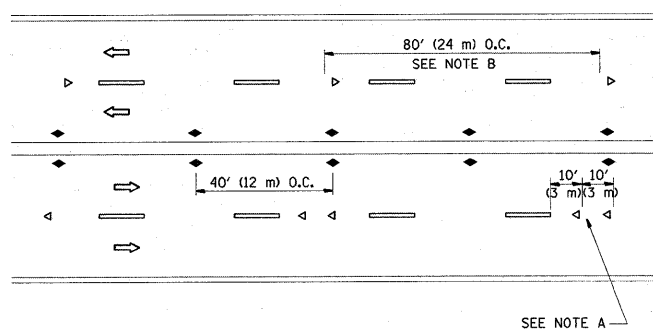 80' (24 m) O.C.
SEE NOTE B
40' (12 m) O.C.
10' 10'
(3 m)(3 m)
SEE NOTE A